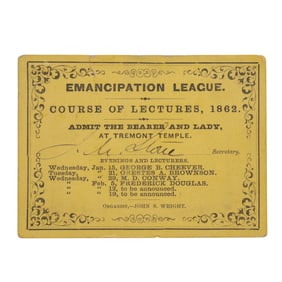 EMANCIPATION LEAGUE.
COURSE OF LECTURES, 1862.
ADMIT THE BEARER AND LADY,
AT TREMONT TEMPLE.
J. M. Stone Secretary.
EVENINGS AND LECTURERS.
Wednesday, Jan. 15, GEORGE B. CHEEVER.
Tuesday, " 21, ORESTES A. BROWNSON.
Wednesday, " 29, M. D. CONWAY.
" Feb. 5, FREDERICK DOUGLAS.
" " 12, to be announced.
" " 19, to be announced.
ORGANIST,—JOHN S. WRIGHT.